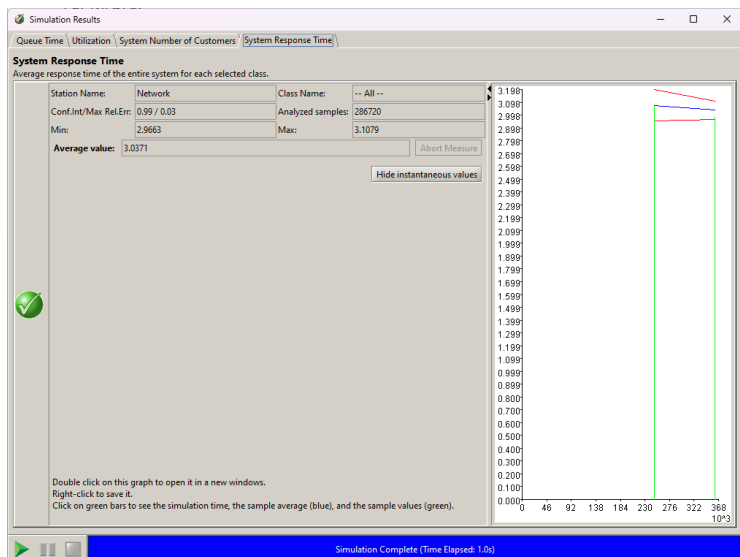 Simulation Results
Queue Time
Utilization
System Number of Customers
System Response Time
System Response Time
Average response time of the entire system for each selected class.
Station Name: Network Class Name: -- All --
Conf.Int/Max Rel.Err: 0.99 / 0.03 Analyzed samples: 286720
Min: 2.9663 Max: 3.1079
Average value: 3.0371 Abort Measure
Hide instantaneous values
Double click on this graph to open it in a new windows.
Right-click to save it.
Click on green bars to see the simulation time, the sample average (blue), and the sample values (green).
3.198
3.098
2.998
2.898
2.798
2.698
2.598
2.499
2.399
2.299
2.199
2.099
1.999
1.899
1.799
1.699
1.599
1.499
1.399
1.299
1.199
1.099
0.999
0.899
0.800
0.700
0.600
0.500
0.400
0.300
0.200
0.100
0.000
0 46 92 138 184 230 276 322 368
10^3
Simulation Complete (Time Elapsed: 1.0s)